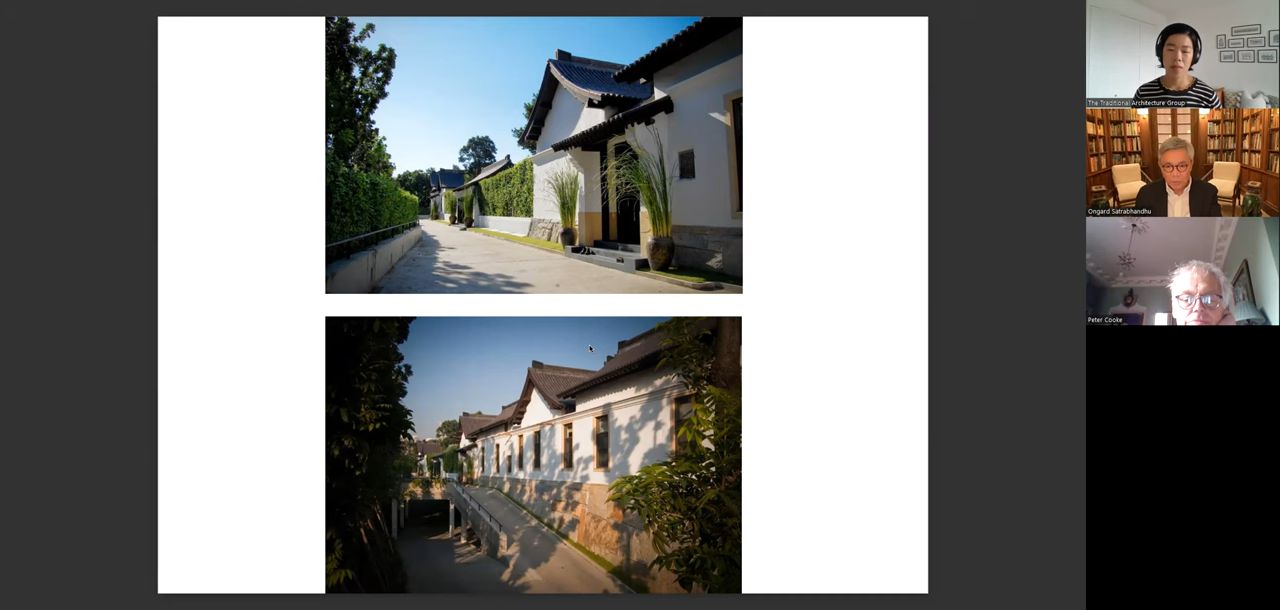 The Traditional Architecture Group
Ongard Satrabhandhu
Peter Cooke